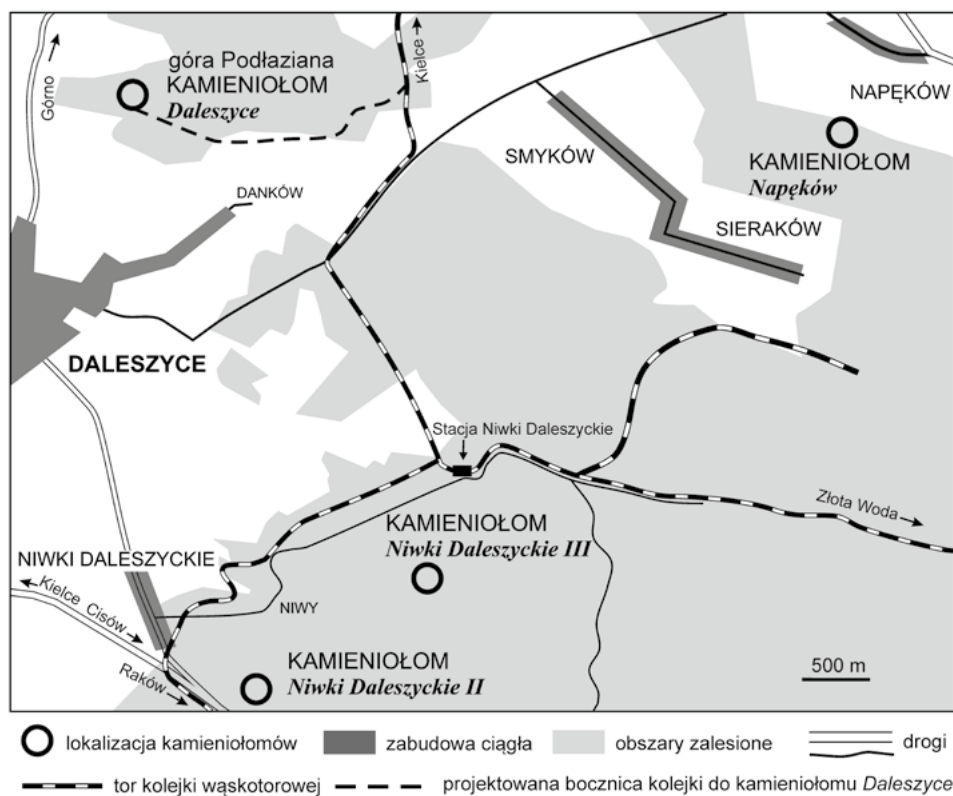 góra Podłaziana
KAMIENIOŁOM
Daleszyce
Górno
Kielce
NAPĘKÓW
KAMIENIOŁOM
Napęków
SMYKÓW
SIERAKÓW
DANKÓW
DALESZYCE
Stacja Niwki Daleszyckie
Złota Woda
KAMIENIOŁOM
Niwki Daleszyckie III
NIWKI DALESZYCKIE
Kielce
Cisów
NIWY
Raków
KAMIENIOŁOM
Niwki Daleszyckie II
500 m
lokalizacja kamieniołomów
zabudowa ciągła
obszary zalesione
drogi
tor kolejki wąskotorowej
projektowana bocznica kolejki do kamieniołomu Daleszyce